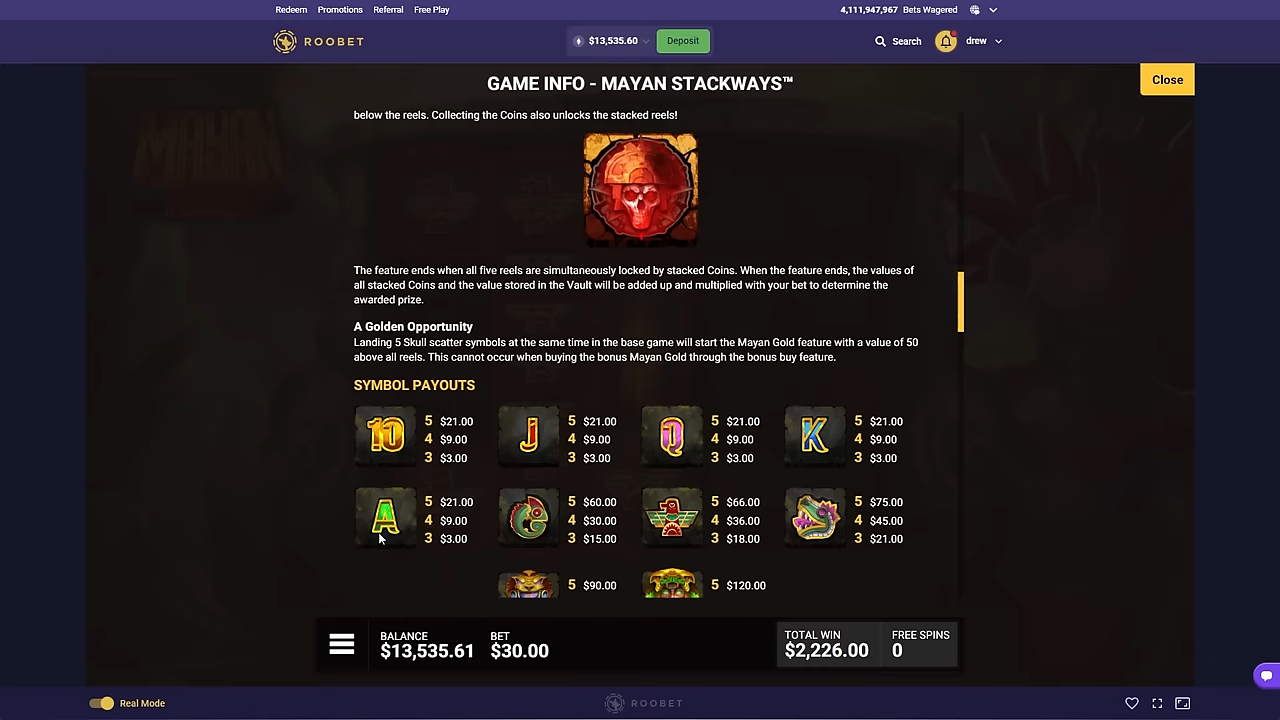 Redeem Promotions Referral Free Play 4,111,947,967 Bets Wagered
ROOBET $13,535.60 Deposit Search drew
GAME INFO - MAYAN STACKWAYS™ Close
below the reels. Collecting the Coins also unlocks the stacked reels!
The feature ends when all five reels are simultaneously locked by stacked Coins. When the feature ends, the values of
all stacked Coins and the value stored in the Vault will be added up and multiplied with your bet to determine the
awarded prize.
A Golden Opportunity
Landing 5 Skull scatter symbols at the same time in the base game will start the Mayan Gold feature with a value of 50
above all reels. This cannot occur when buying the bonus Mayan Gold through the bonus buy feature.
SYMBOL PAYOUTS
10 J Q K
5 $21.00 5 $21.00 5 $21.00 5 $21.00
4 $9.00 4 $9.00 4 $9.00 4 $9.00
3 $3.00 3 $3.00 3 $3.00 3 $3.00
A
5 $21.00 5 $60.00 5 $66.00 5 $75.00
4 $9.00 4 $30.00 4 $36.00 4 $45.00
3 $3.00 3 $15.00 3 $18.00 3 $21.00
5 $90.00 5 $120.00
BALANCE BET TOTAL WIN FREE SPINS
$13,535.61 $30.00 $2,226.00 0
Real Mode ROOBET